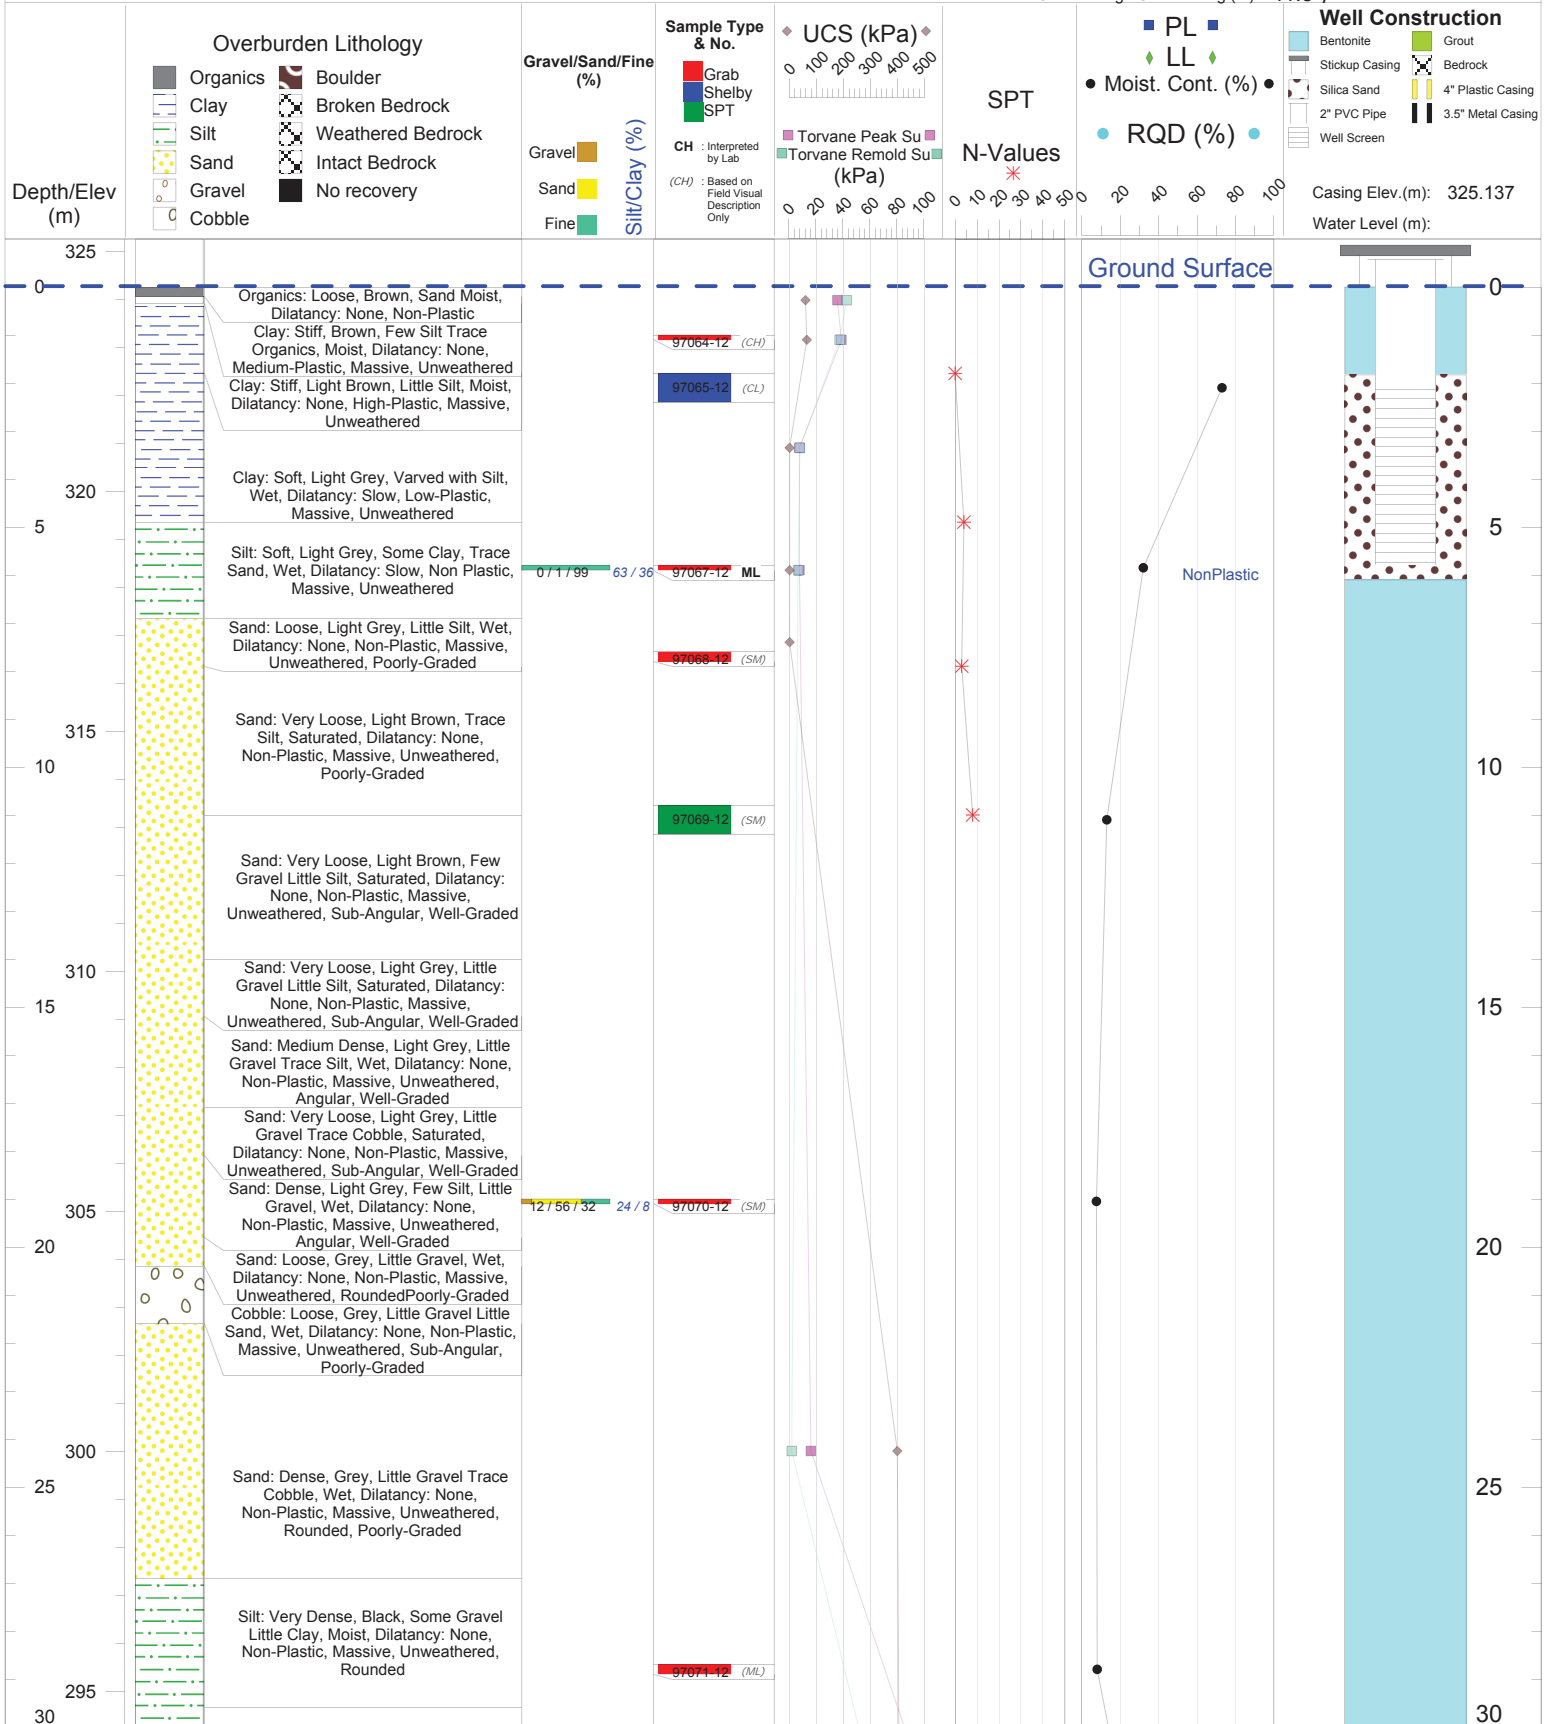 Overburden Lithology
Organics
Clay
Silt
Sand
Gravel
Cobble
Boulder
Broken Bedrock
Weathered Bedrock
Intact Bedrock
No recovery
Depth/Elev
(m)
Gravel/Sand/Fine
(%)
Gravel
Sand
Fine
Silt/Clay (%)
Sample Type
& No.
Grab
Shelby
SPT
CH : Interpreted
by Lab
(CH) : Based on
Field Visual
Description
Only
UCS (kPa)
0 100 200 300 400 500
Torvane Peak Su
Torvane Remold Su
(kPa)
0 20 40 60 80 100
SPT
N-Values
0 10 20 30 40 50
PL
LL
Moist. Cont. (%)
RQD (%)
0 20 40 60 80 100
Well Construction
Bentonite
Stickup Casing
Silica Sand
2" PVC Pipe
Well Screen
Grout
Bedrock
4" Plastic Casing
3.5" Metal Casing
Casing Elev.(m): 325.137
Water Level (m):
325
Ground Surface
0
0
Organics: Loose, Brown, Sand Moist,
Dilatancy: None, Non-Plastic
Clay: Stiff, Brown, Few Silt Trace
Organics, Moist, Dilatancy: None,
Medium-Plastic, Massive, Unweathered
97064-12 (CH)
Clay: Stiff, Light Brown, Little Silt, Moist,
Dilatancy: None, High-Plastic, Massive,
Unweathered
97065-12 (CL)
320
Clay: Soft, Light Grey, Varved with Silt,
Wet, Dilatancy: Slow, Low-Plastic,
Massive, Unweathered
5
5
Silt: Soft, Light Grey, Some Clay, Trace
Sand, Wet, Dilatancy: Slow, Non Plastic,
Massive, Unweathered
0 / 1 / 99 63 / 36 97067-12 ML
NonPlastic
Sand: Loose, Light Grey, Little Silt, Wet,
Dilatancy: None, Non-Plastic, Massive,
Unweathered, Poorly-Graded
97068-12 (SM)
315
Sand: Very Loose, Light Brown, Trace
Silt, Saturated, Dilatancy: None,
Non-Plastic, Massive, Unweathered,
Poorly-Graded
10
10
97069-12 (SM)
Sand: Very Loose, Light Brown, Few
Gravel Little Silt, Saturated, Dilatancy:
None, Non-Plastic, Massive,
Unweathered, Sub-Angular, Well-Graded
310
Sand: Very Loose, Light Grey, Little
Gravel Little Silt, Saturated, Dilatancy:
None, Non-Plastic, Massive,
Unweathered, Sub-Angular, Well-Graded
15
15
Sand: Medium Dense, Light Grey, Little
Gravel Trace Silt, Wet, Dilatancy: None,
Non-Plastic, Massive, Unweathered,
Angular, Well-Graded
Sand: Very Loose, Light Grey, Little
Gravel Trace Cobble, Saturated,
Dilatancy: None, Non-Plastic, Massive,
Unweathered, Sub-Angular, Well-Graded
305
Sand: Dense, Light Grey, Few Silt, Little
Gravel, Wet, Dilatancy: None,
Non-Plastic, Massive, Unweathered,
Angular, Well-Graded
12 / 56 / 32 24 / 8 97070-12 (SM)
20
20
Sand: Loose, Grey, Little Gravel, Wet,
Dilatancy: None, Non-Plastic, Massive,
Unweathered, RoundedPoorly-Graded
Cobble: Loose, Grey, Little Gravel Little
Sand, Wet, Dilatancy: None, Non-Plastic,
Massive, Unweathered, Sub-Angular,
Poorly-Graded
300
25
25
Sand: Dense, Grey, Little Gravel Trace
Cobble, Wet, Dilatancy: None,
Non-Plastic, Massive, Unweathered,
Rounded, Poorly-Graded
Silt: Very Dense, Black, Some Gravel
Little Clay, Moist, Dilatancy: None,
Non-Plastic, Massive, Unweathered,
Rounded
97071-12 (ML)
295
30
30